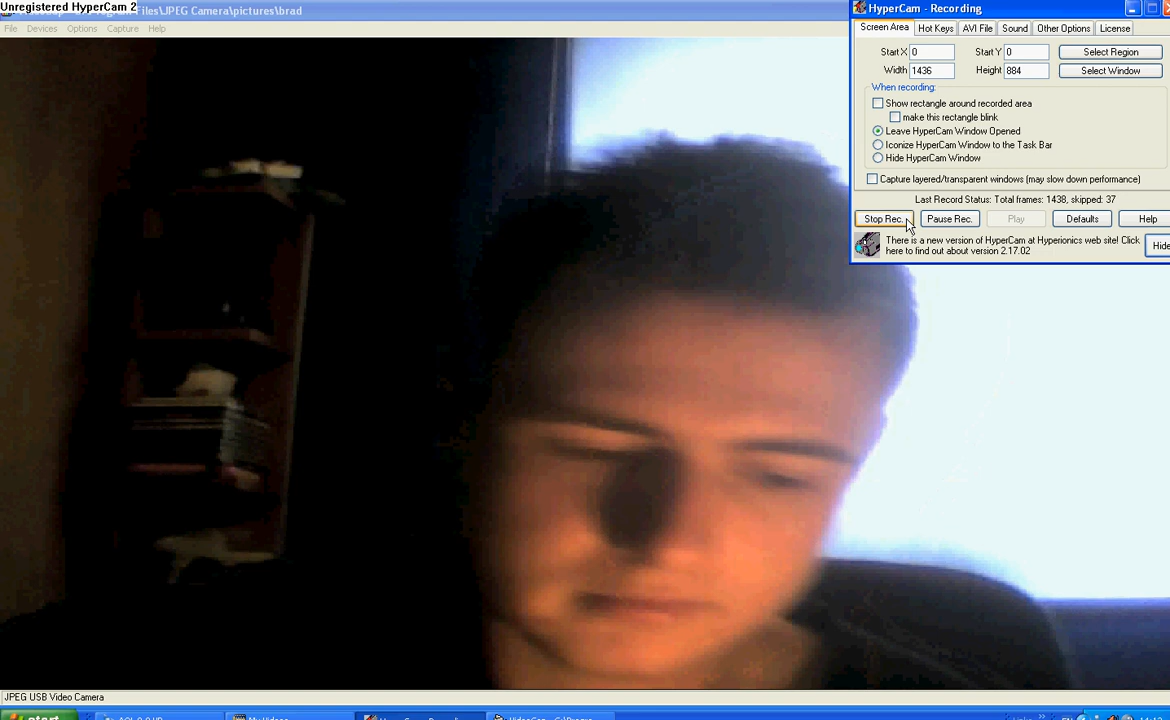 Unregistered HyperCam 2
Files\JPEG Camera\pictures\brad
File Devices Options Capture Help
HyperCam - Recording
Screen Area Hot Keys AVI File Sound Other Options License
Start X 0 Start Y 0 Select Region
Width 1436 Height 884 Select Window
When recording:
Show rectangle around recorded area
make this rectangle blink
Leave HyperCam Window Opened
Iconize HyperCam Window to the Task Bar
Hide HyperCam Window
Capture layered/transparent windows (may slow down performance)
Last Record Status: Total frames: 1438, skipped: 37
Stop Rec. Pause Rec. Play Defaults Help
There is a new version of HyperCam at Hyperionics web site! Click
here to find out about version 2.17.02
Hide
JPEG USB Video Camera
start